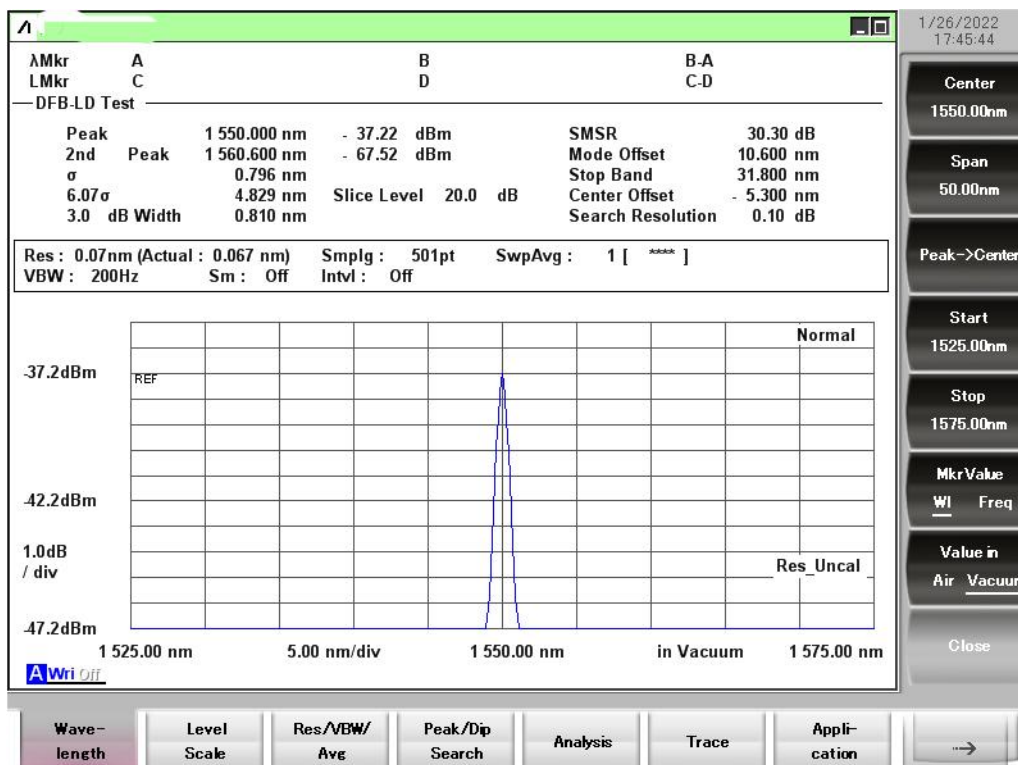 1/26/2022
17:45:44
λMkr A B B-A
LMkr C D C-D
DFB-LD Test
Peak 1 550.000 nm - 37.22 dBm SMSR 30.30 dB
2nd Peak 1 560.600 nm - 67.52 dBm Mode Offset 10.600 nm
σ 0.796 nm Stop Band 31.800 nm
6.07σ 4.829 nm Slice Level 20.0 dB Center Offset - 5.300 nm
3.0 dB Width 0.810 nm Search Resolution 0.10 dB
Res : 0.07nm (Actual : 0.067 nm) Smplg : 501pt SwpAvg : 1 [ **** ]
VBW : 200Hz Sm : Off Intvl : Off
Normal
-37.2dBm
REF
-42.2dBm
1.0dB
/ div
Res_Uncal
-47.2dBm
1 525.00 nm 5.00 nm/div 1 550.00 nm in Vacuum 1 575.00 nm
A Wri Off
Center
1550.00nm
Span
50.00nm
Peak->Center
Start
1525.00nm
Stop
1575.00nm
Mkr Value
Wl Freq
Value in
Air Vacuum
Close
Wave-
length
Level
Scale
Res/VBW/
Avg
Peak/Dip
Search
Analysis
Trace
Appli-
cation